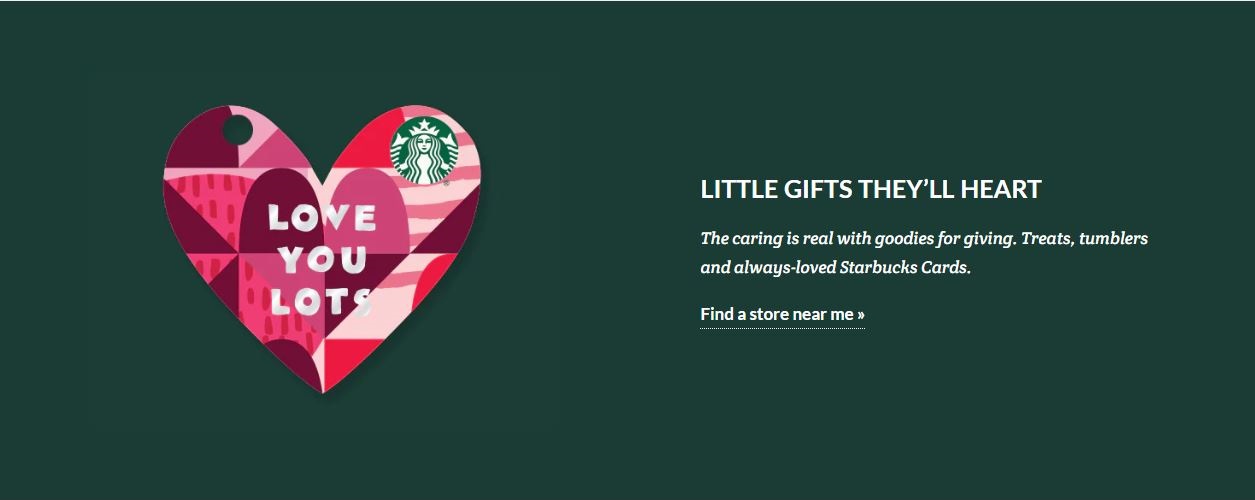 LOVE
YOU
LOTS
LITTLE GIFTS THEY’LL HEART
The caring is real with goodies for giving. Treats, tumblers
and always-loved Starbucks Cards.
Find a store near me »